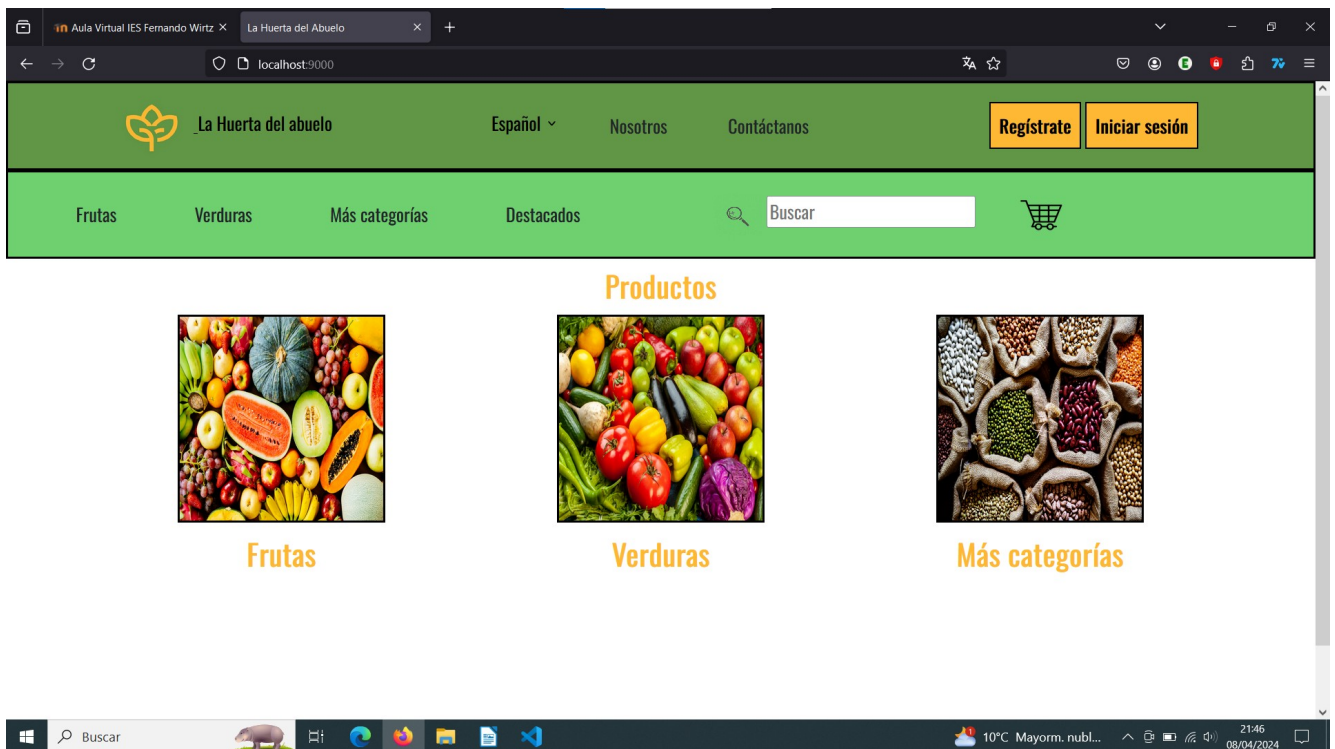 Aula Virtual IES Fernando Wirtz
La Huerta del Abuelo
localhost:9000
La Huerta del abuelo
Español
Nosotros
Contáctanos
Regístrate
Iniciar sesión
Frutas
Verduras
Más categorías
Destacados
Buscar
Productos
Frutas
Verduras
Más categorías
Buscar
10°C Mayorm. nubl...
21:46
08/04/2024